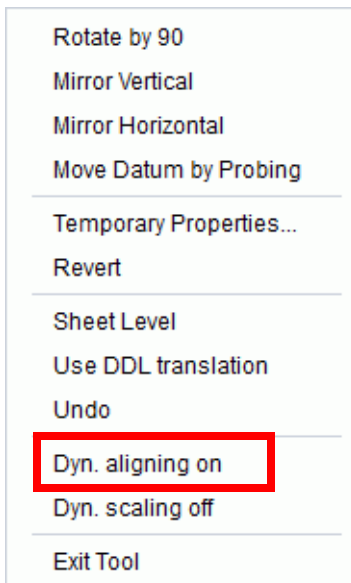 Rotate by 90
Mirror Vertical
Mirror Horizontal
Move Datum by Probing
Temporary Properties...
Revert
Sheet Level
Use DDL translation
Undo
Dyn. aligning on
Dyn. scaling off
Exit Tool